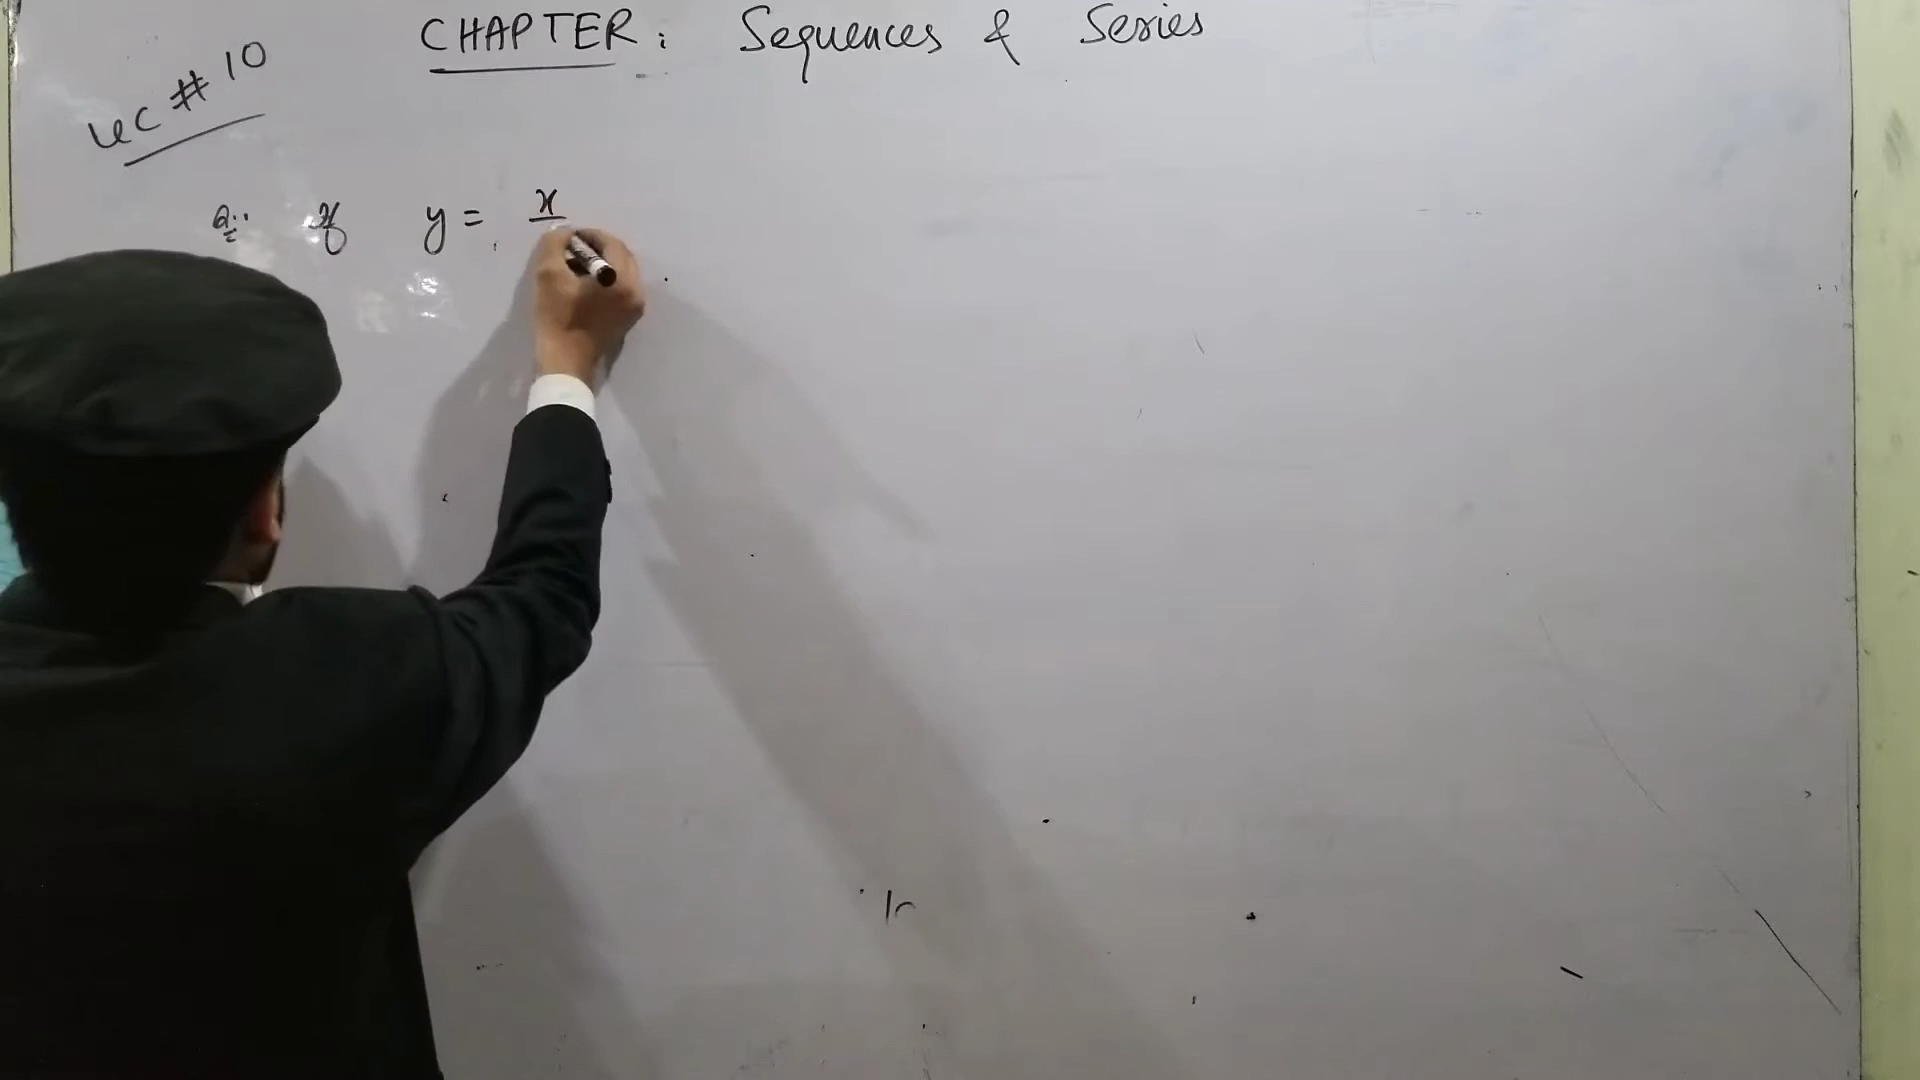 CHAPTER: Sequences & Series
Lec # 10
Q:. If y = x